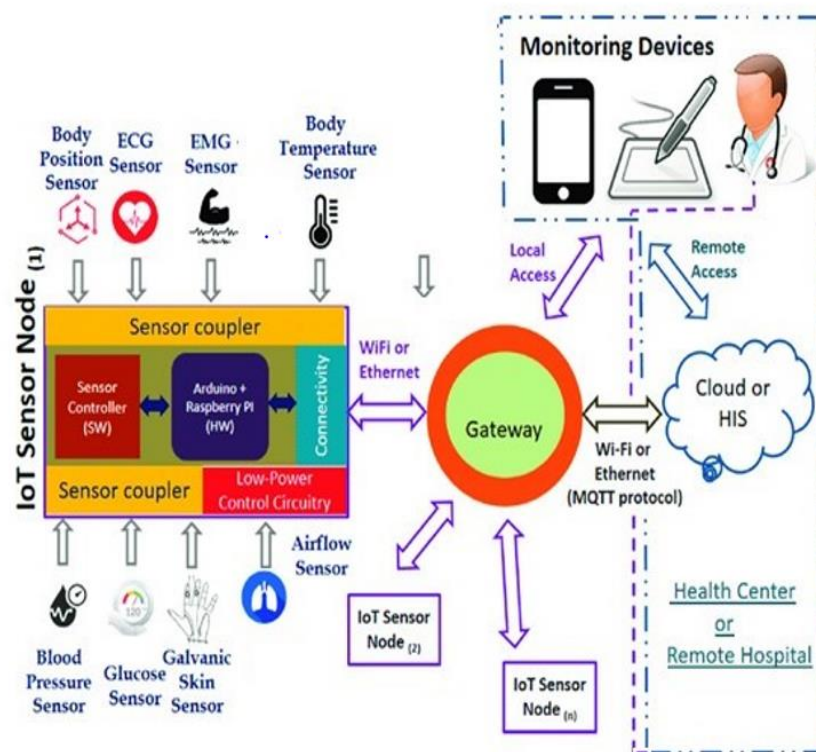 Monitoring Devices
Body
Position
Sensor
ECG
Sensor
EMG
Sensor
Body
Temperature
Sensor
Local
Access
Remote
Access
IoT Sensor Node (1)
Sensor coupler
Sensor
Controller
(SW)
Arduino +
Raspberry PI
(HW)
Connectivity
Sensor coupler
Low-Power
Control Circuitry
WiFi or
Ethernet
Gateway
Cloud or
HIS
Wi-Fi or
Ethernet
(MQTT protocol)
Airflow
Sensor
120
Blood
Pressure
Sensor
Glucose
Sensor
Galvanic
Skin
Sensor
IoT Sensor
Node (2)
IoT Sensor
Node (n)
Health Center
or
Remote Hospital